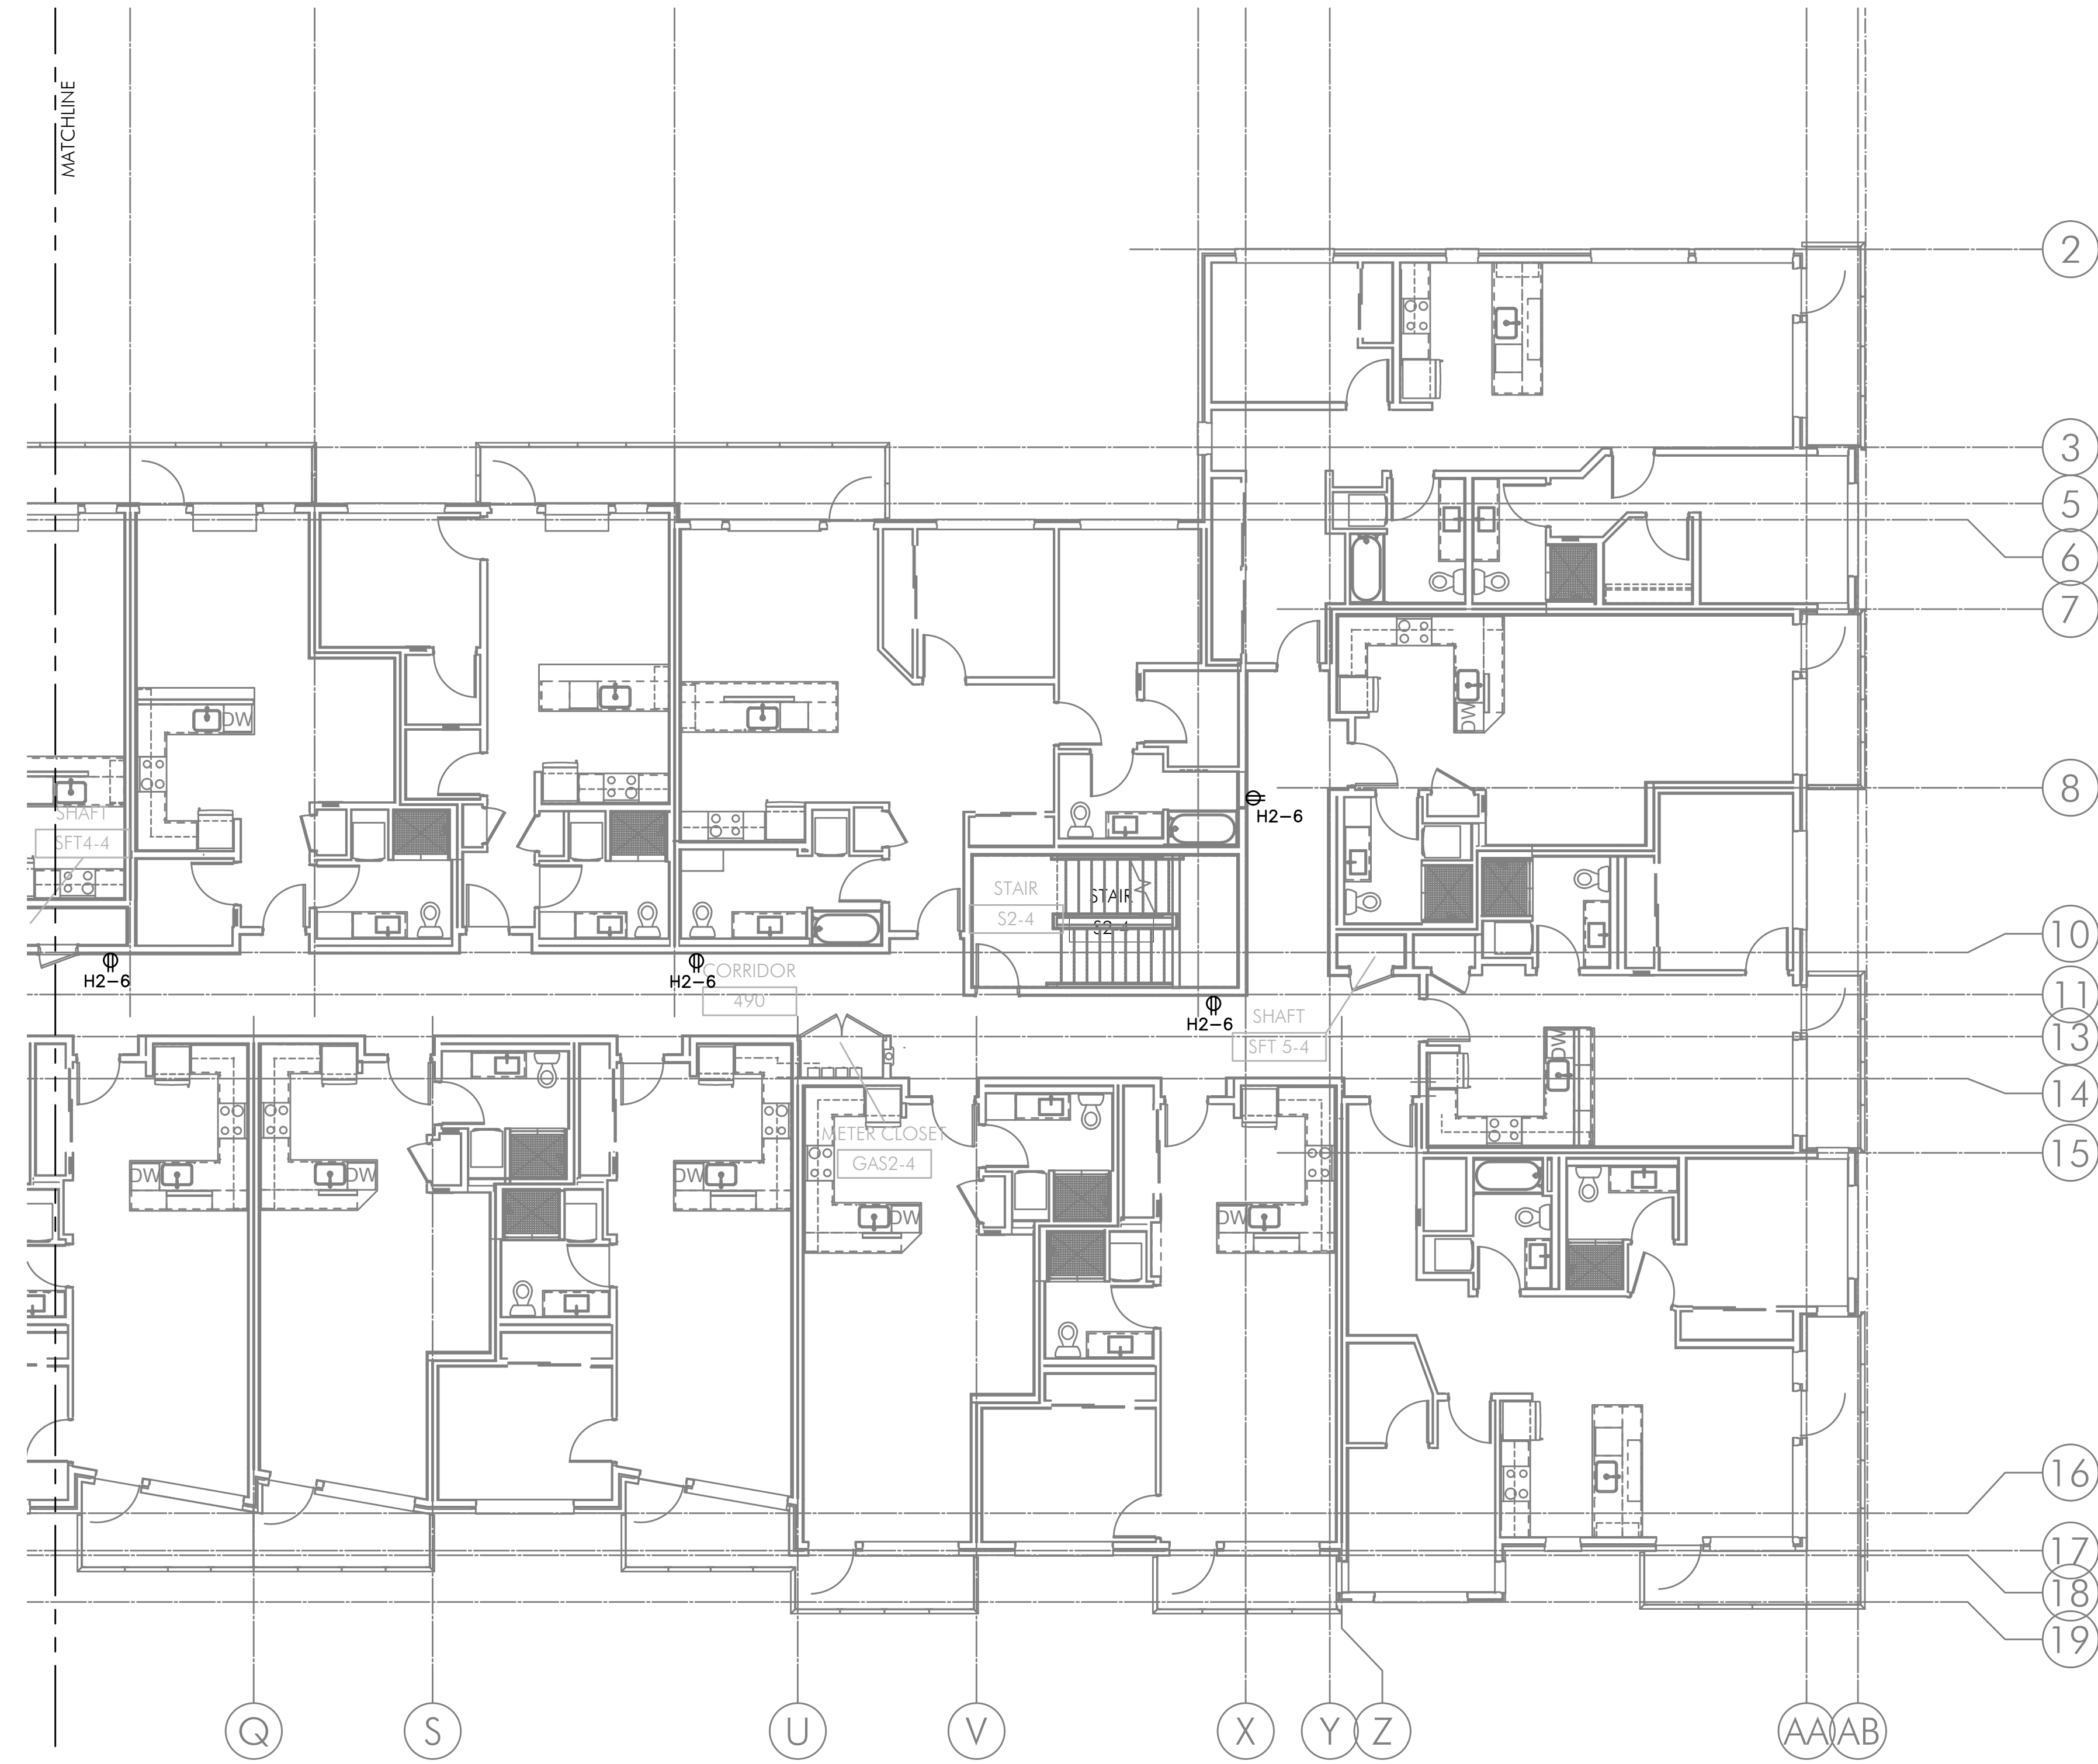 MATCHLINE
2
3
5
6
7
DW
DW
8
SHAFT
SFT4-4
H2-6
STAIR
S2-4
STAIR
S2-4
10
H2-6
H2-6
CORRIDOR
490
11
H2-6
SHAFT
SFT 5-4
13
DW
14
METER CLOSET
GAS2-4
15
DW
DW
DW
DW
DW
16
17
18
19
Q
S
U
V
X
Y
Z
AA
AB